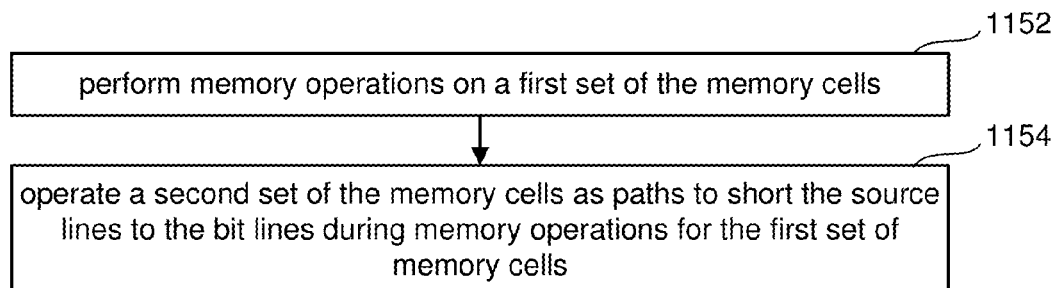 1152
perform memory operations on a first set of the memory cells
1154
operate a second set of the memory cells as paths to short the source
lines to the bit lines during memory operations for the first set of
memory cells